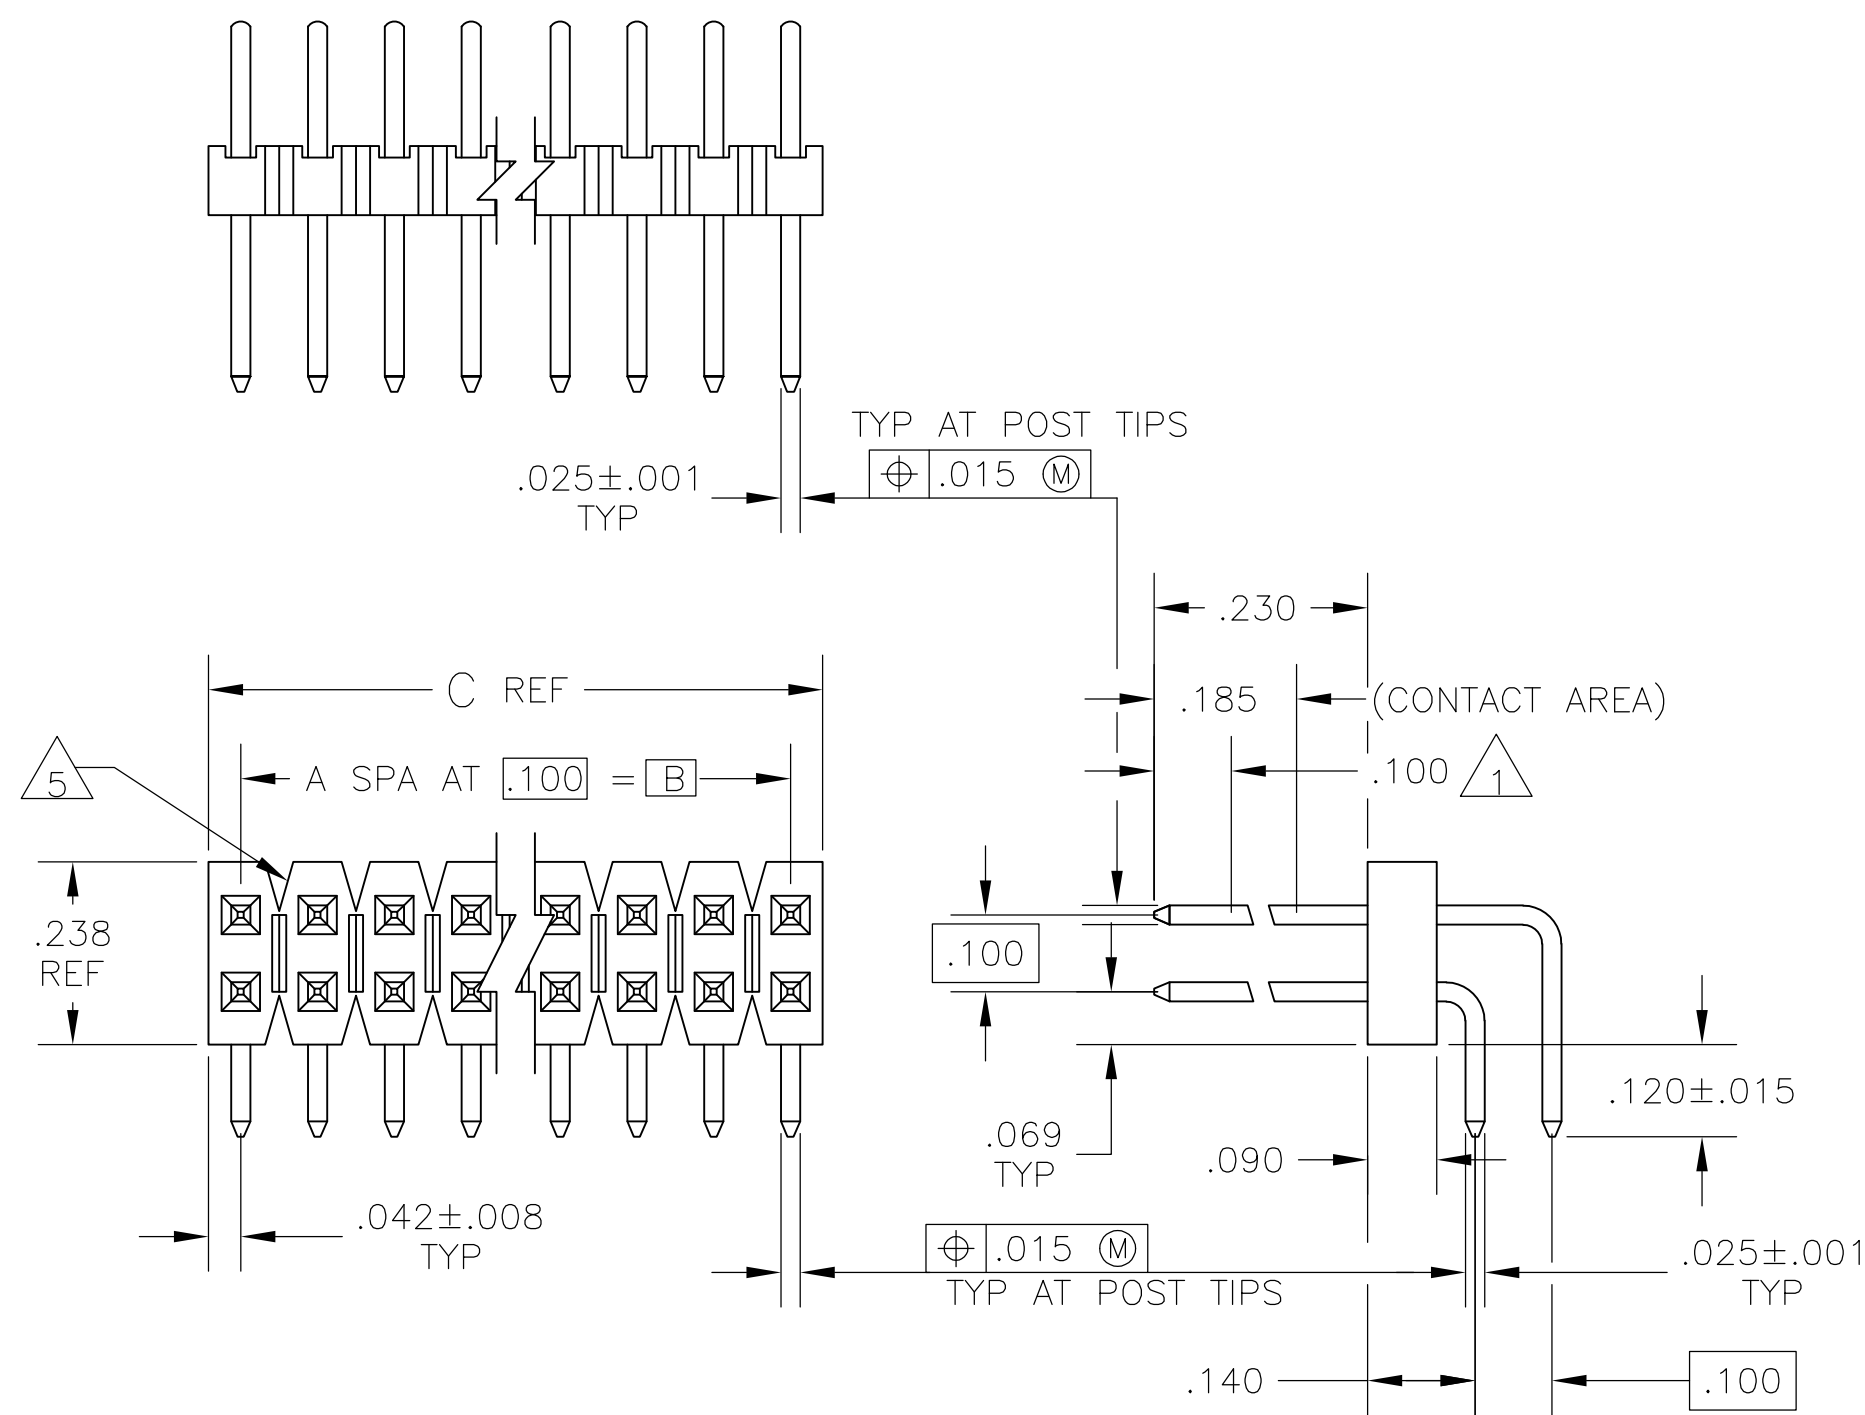 TYP AT POST TIPS
⌖ .015 Ⓜ
.025±.001
TYP
.230
C REF
.185
(CONTACT AREA)
5
A SPA AT .100 = B
.100 1
.238
REF
.100
.120±.015
.069
TYP
.090
.042±.008
TYP
⌖ .015 Ⓜ
TYP AT POST TIPS
.025±.001
TYP
.140
.100